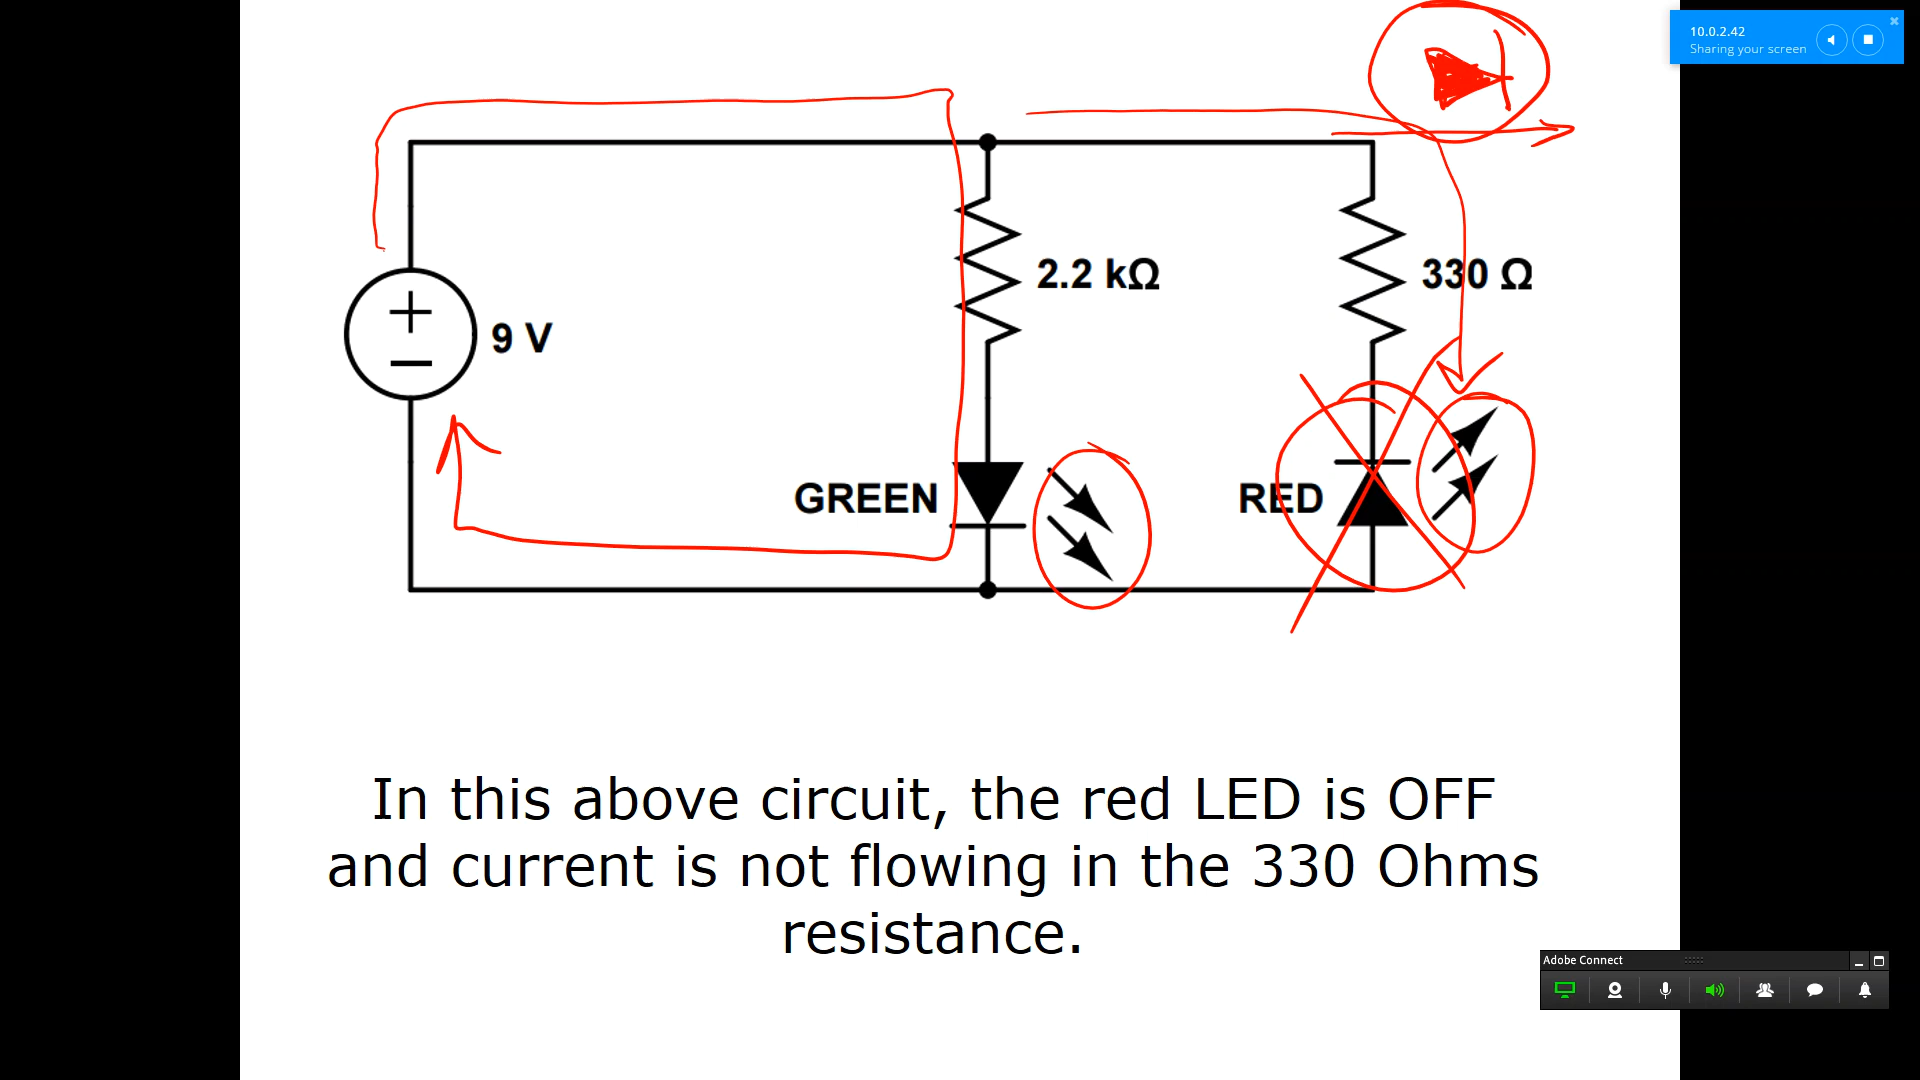 10.0.2.42
Sharing your screen
9 V
2.2 kΩ
330 Ω
GREEN
RED
In this above circuit, the red LED is OFF
and current is not flowing in the 330 Ohms
resistance.
Adobe Connect